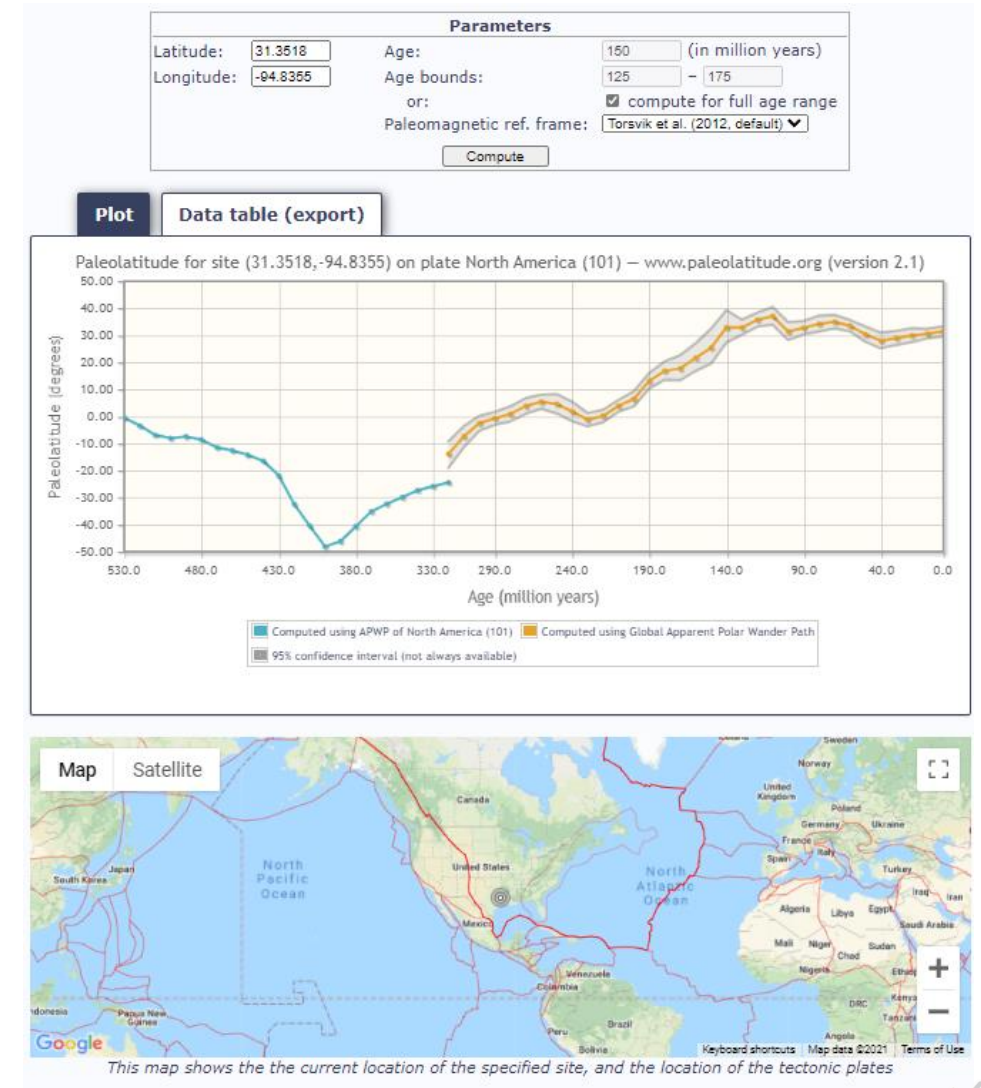 Parameters
Latitude: 31.3518 Age: 150 (in million years)
Longitude: -94.8355 Age bounds: 125 – 175
or: compute for full age range
Paleomagnetic ref. frame: Torsvik et al. (2012, default)
Compute
Plot Data table (export)
Paleolatitude for site (31.3518,-94.8355) on plate North America (101) — www.paleolatitude.org (version 2.1)
Paleolatitude [degrees]
50.00
40.00
30.00
20.00
10.00
0.00
-10.00
-20.00
-30.00
-40.00
-50.00
530.0 480.0 430.0 380.0 330.0 290.0 240.0 190.0 140.0 90.0 40.0 0.0
Age (million years)
Computed using APWP of North America (101) Computed using Global Apparent Polar Wander Path
95% confidence interval (not always available)
Map Satellite
Sweden
Norway
Canada
United Kingdom
Poland
Germany Ukraine
France
Italy
Spain
Turkey
Japan
South Korea
North Pacific Ocean
United States
North Atlantic Ocean
Iraq Iran
Algeria Libya Egypt
Saudi Arabia
Mexico
Mali Niger Sudan
Chad
Nigeria
Venezuela
Colombia
DRC
Papua New Guinea
Peru Brazil
Angola
Bolivia
Google
Keyboard shortcuts Map data ©2021 Terms of Use
This map shows the the current location of the specified site, and the location of the tectonic plates